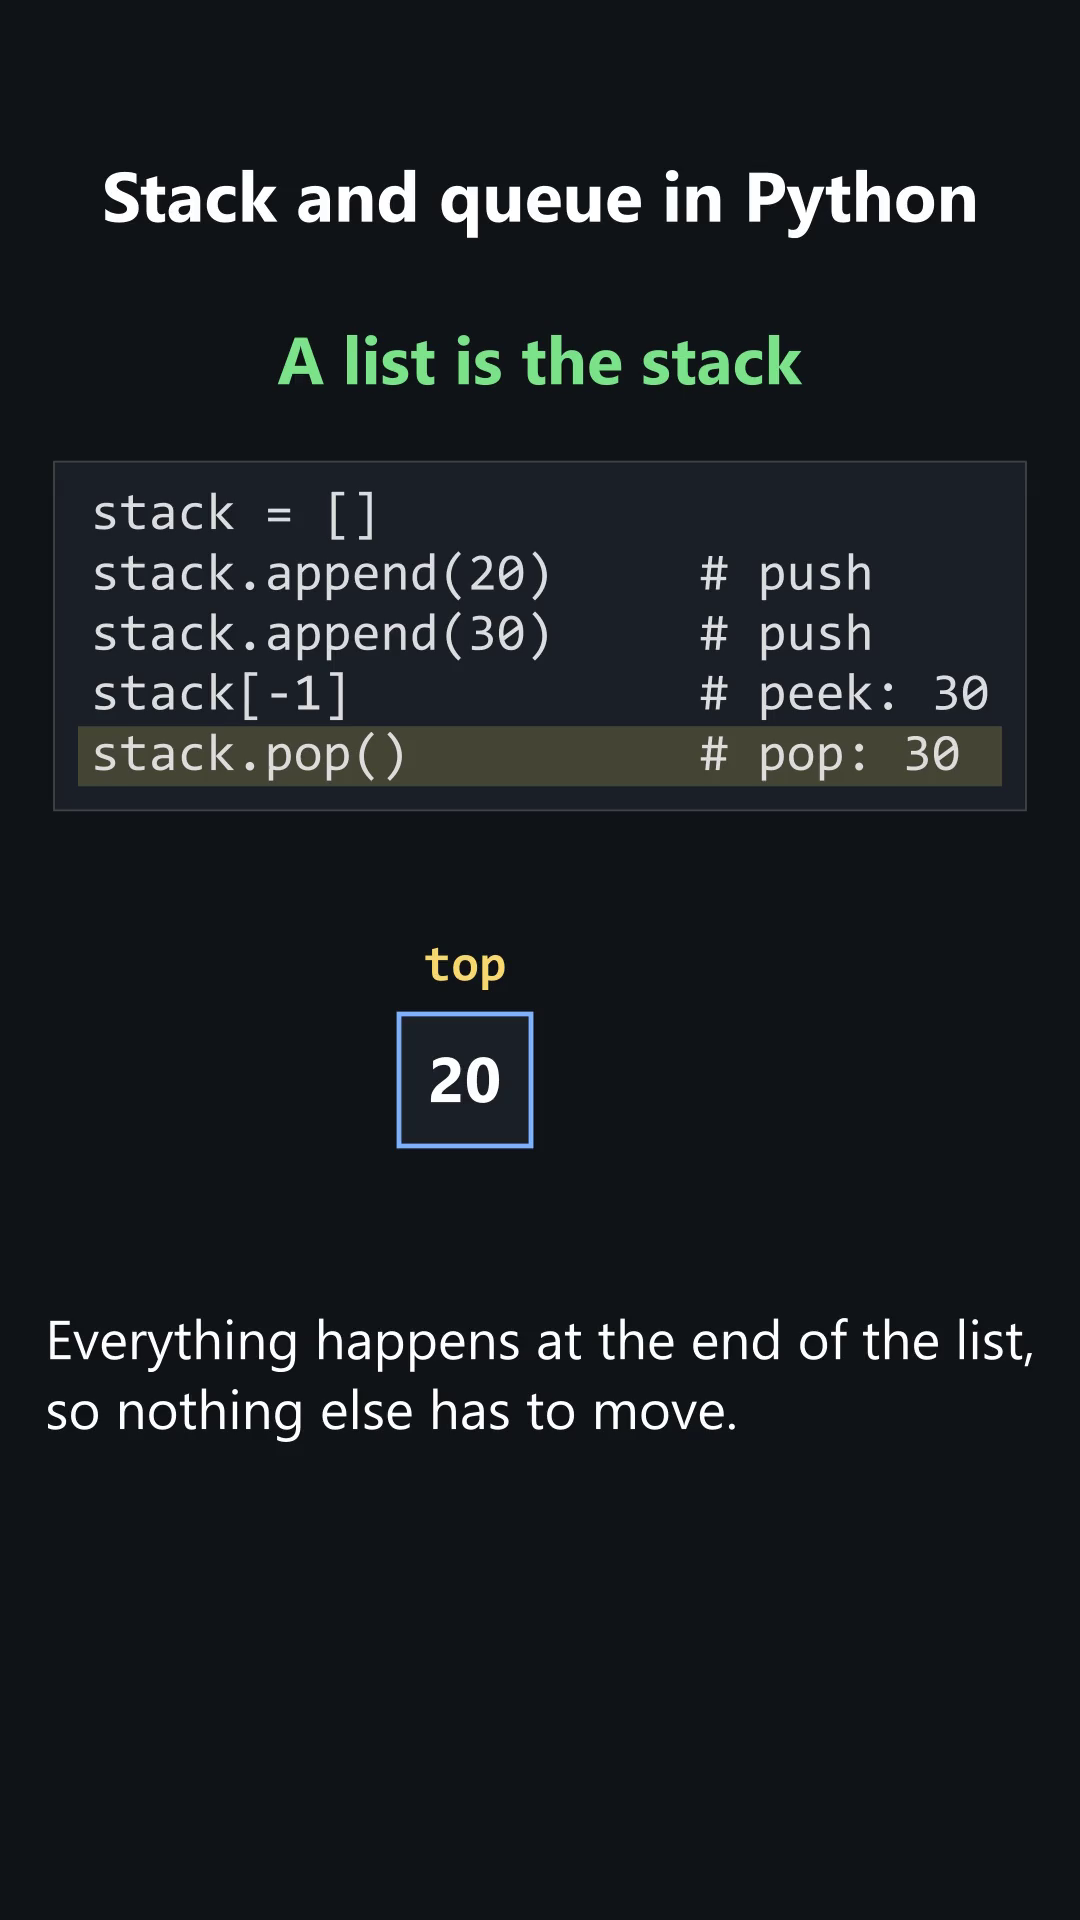 Stack and queue in Python
A list is the stack
stack = []
stack.append(20)     # push
stack.append(30)     # push
stack[-1]            # peek: 30
stack.pop()          # pop: 30
top
20
Everything happens at the end of the list,
so nothing else has to move.